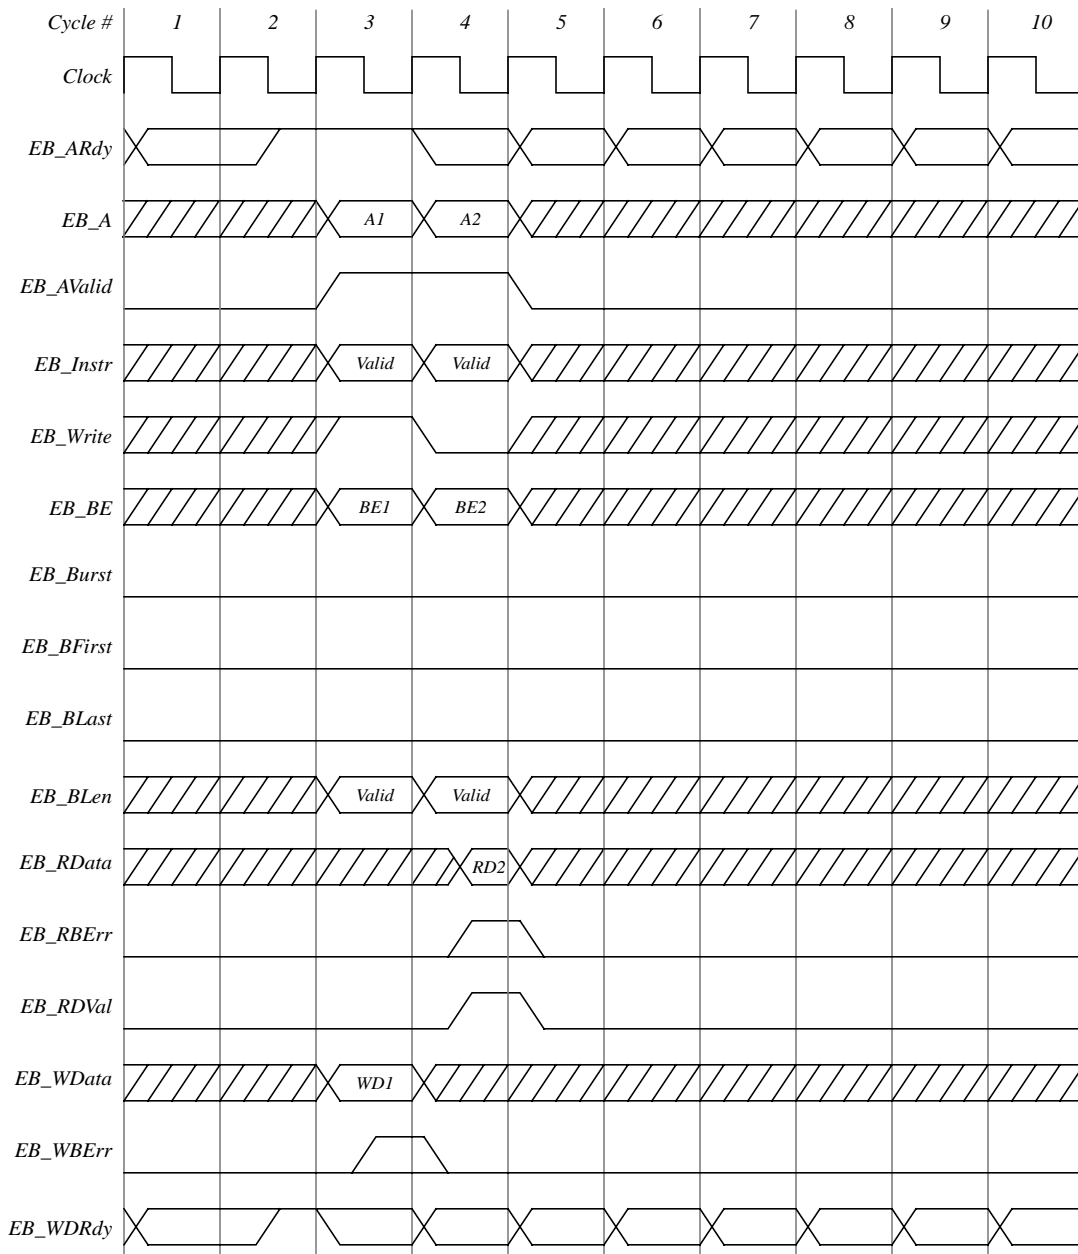 Cycle # 1 2 3 4 5 6 7 8 9 10
Clock
EB_ARdy
EB_A A1 A2
EB_AValid
EB_Instr Valid Valid
EB_Write
EB_BE BE1 BE2
EB_Burst
EB_BFirst
EB_BLast
EB_BLen Valid Valid
EB_RData RD2
EB_RBErr
EB_RDVal
EB_WData WD1
EB_WBErr
EB_WDRdy